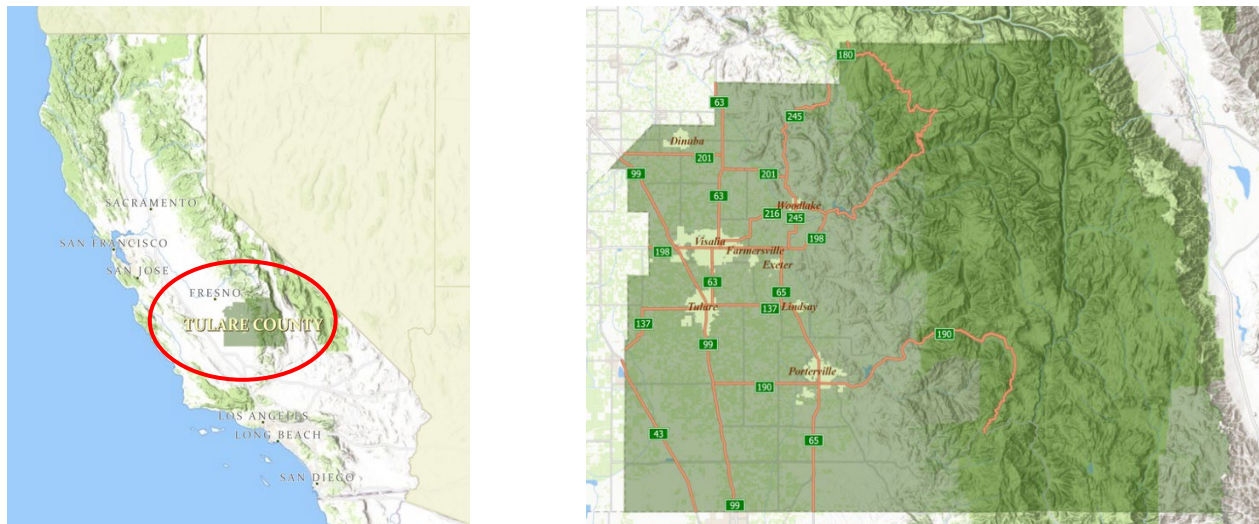 SACRAMENTO
SAN FRANCISCO
SAN JOSE
FRESNO
TULARE COUNTY
LOS ANGELES
LONG BEACH
SAN DIEGO
180
63
245
Dinuba
201
99
201
63
Woodlake
216
245
198
Visalia
198
Farmersville
Exeter
63
65
Tulare
137
Lindsay
137
99
190
Porterville
190
43
65
99